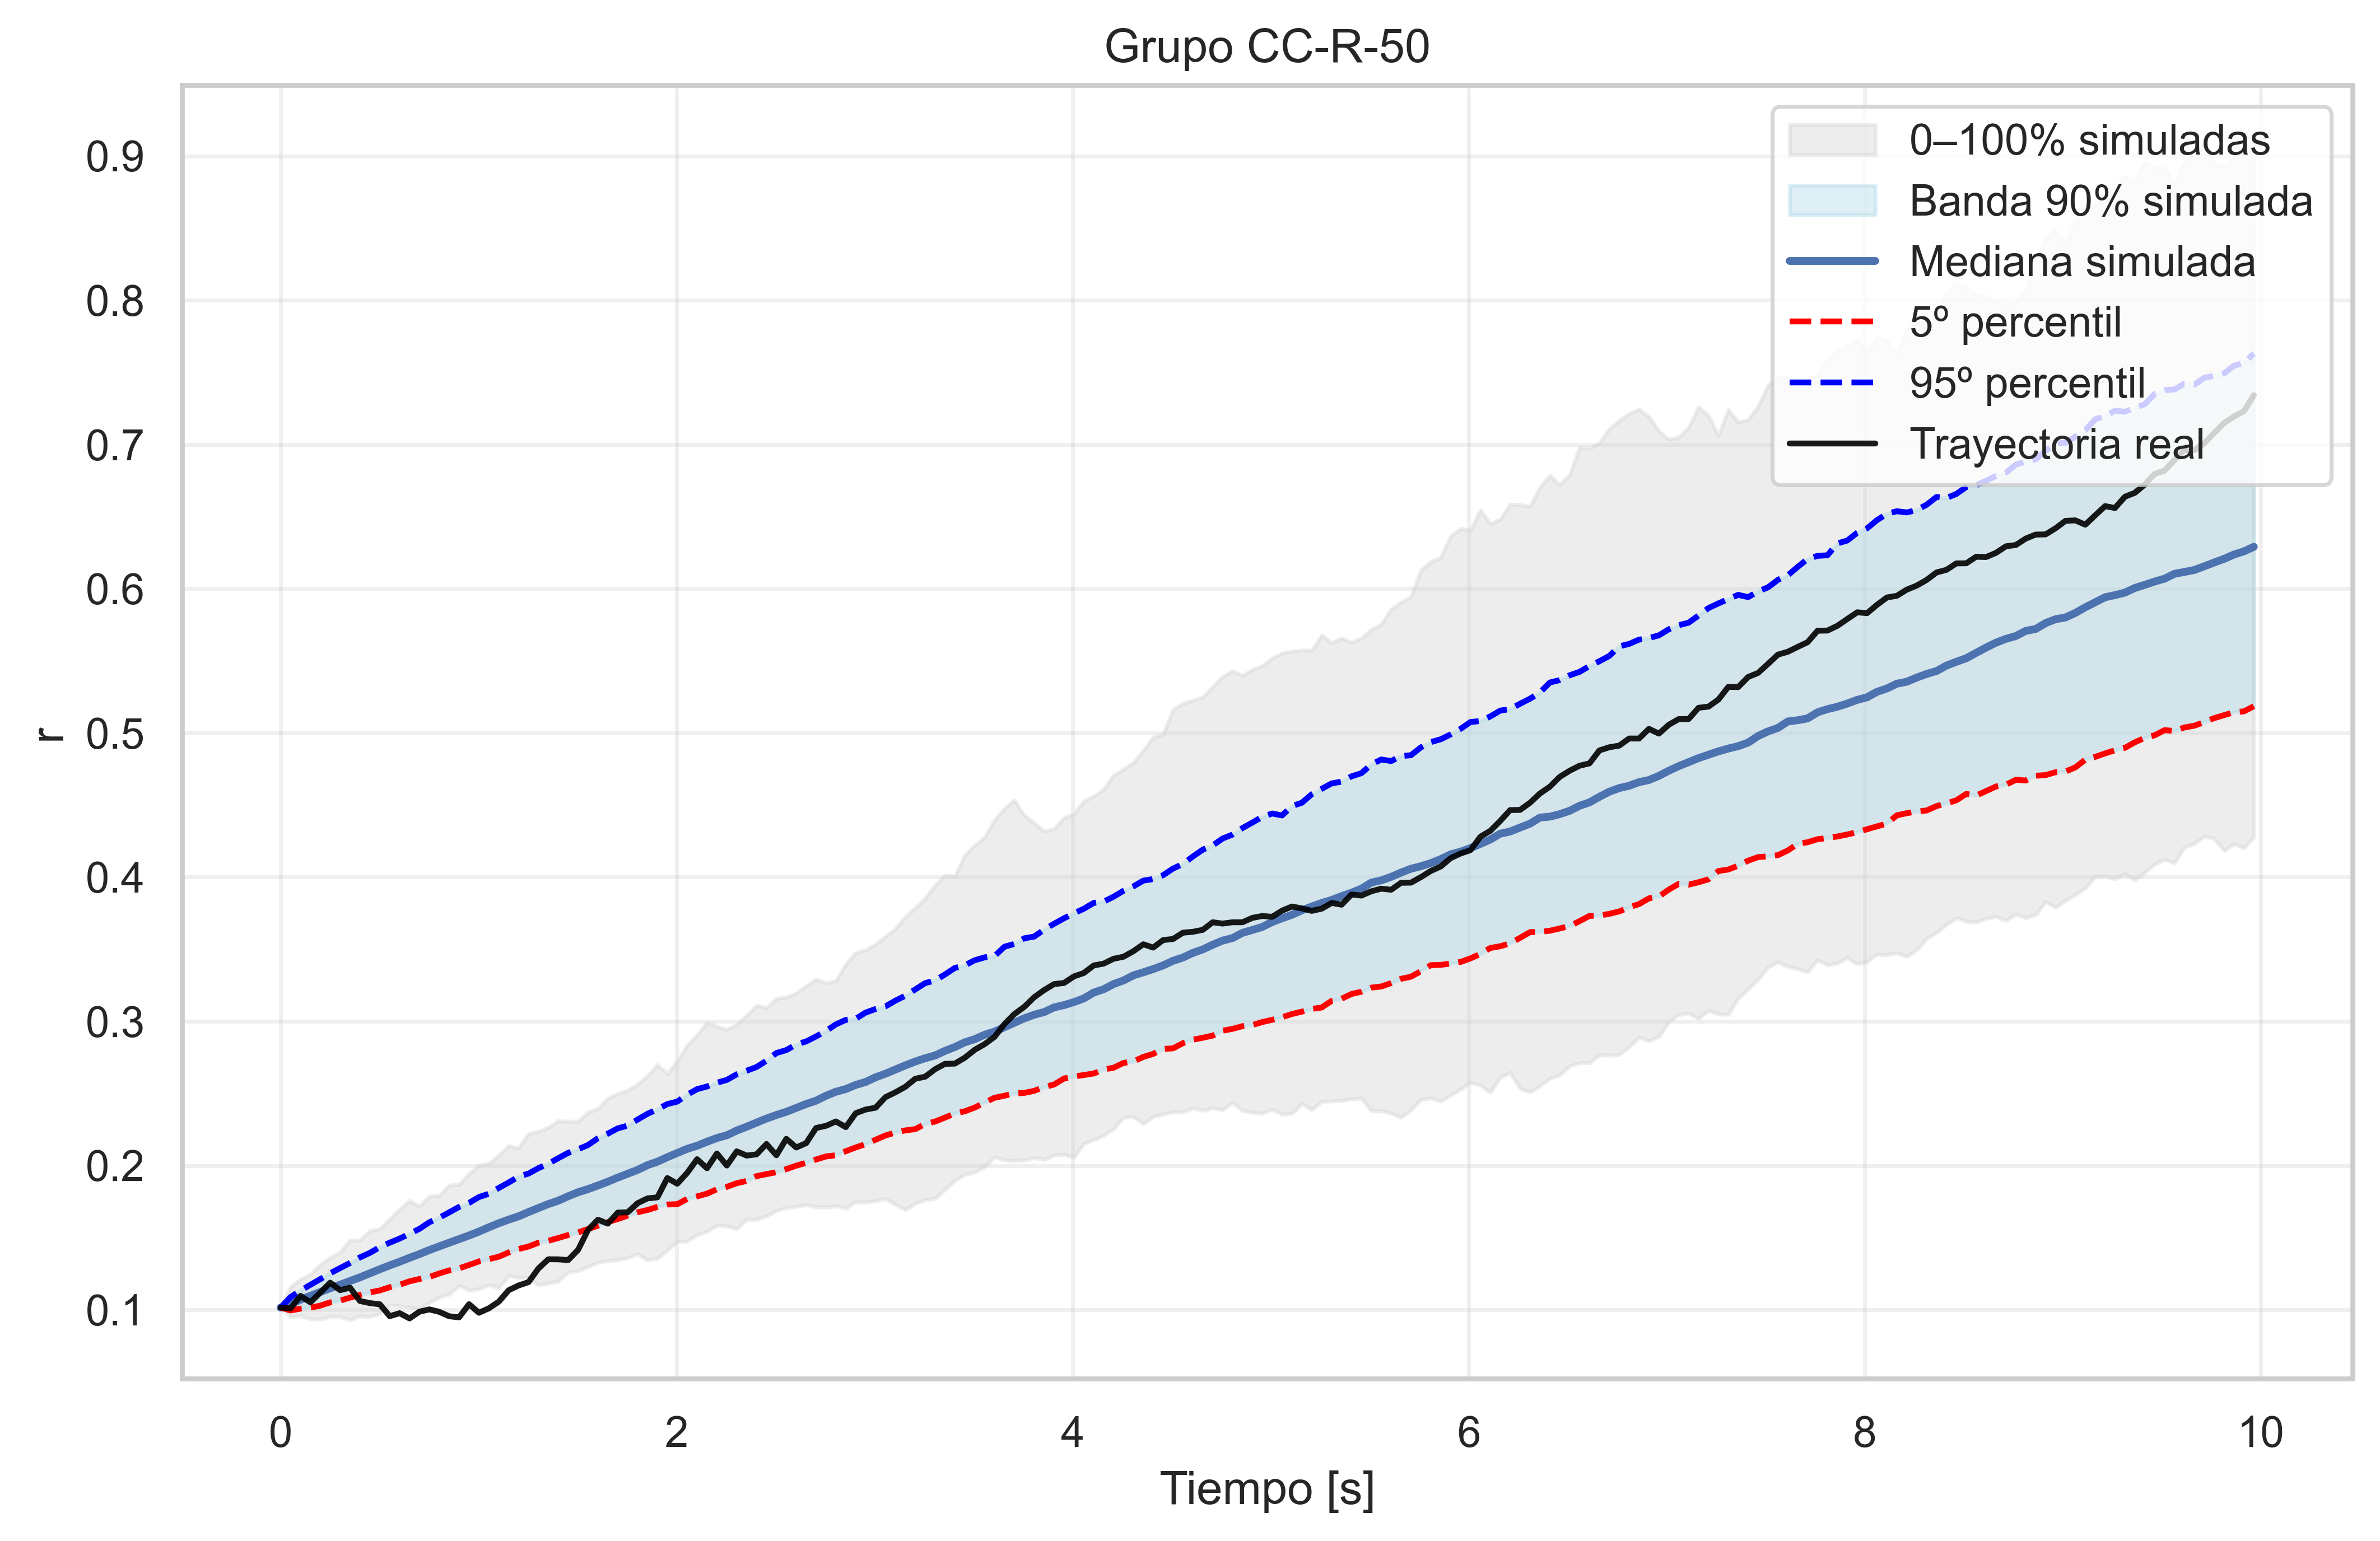 Grupo CC-R-50
0–100% simuladas
Banda 90% simulada
Mediana simulada
5º percentil
95º percentil
Trayectoria real
r
0.9
0.8
0.7
0.6
0.5
0.4
0.3
0.2
0.1
0 2 4 6 8 10
Tiempo [s]